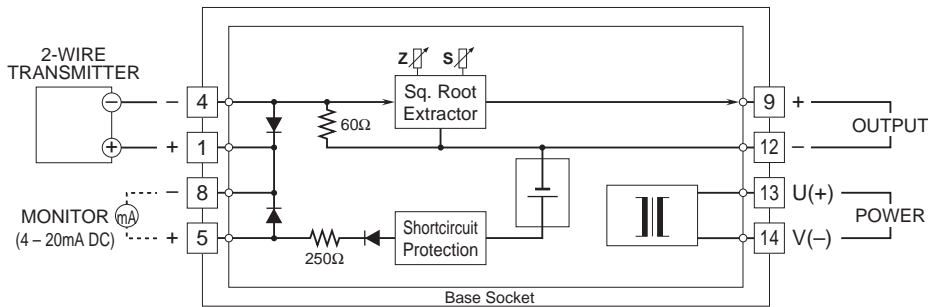 2-WIRE
TRANSMITTER
−
+
− 4
+ 1
− 8
+ 5
MONITOR mA
(4 – 20mA DC)
Z S
Sq. Root
Extractor
60Ω
250Ω
Shortcircuit
Protection
9 +
12 –
OUTPUT
13 U(+)
14 V(–)
POWER
Base Socket